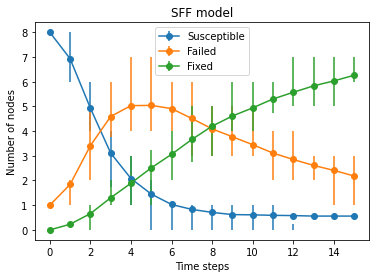 SFF model
Susceptible
Failed
Fixed
Number of nodes
8
7
6
5
4
3
2
1
0
0 2 4 6 8 10 12 14
Time steps